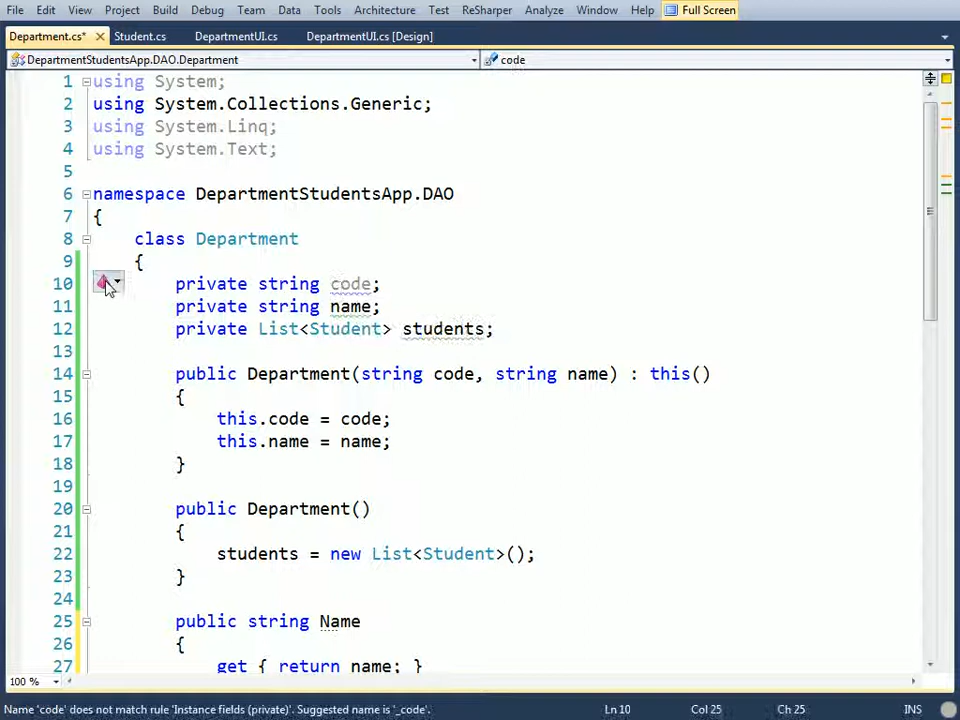 File Edit View Project Build Debug Team Data Tools Architecture Test ReSharper Analyze Window Help Full Screen
Department.cs* Student.cs DepartmentUI.cs DepartmentUI.cs [Design]
DepartmentStudentsApp.DAO.Department code
1 using System;
2 using System.Collections.Generic;
3 using System.Linq;
4 using System.Text;
5
6 namespace DepartmentStudentsApp.DAO
7 {
8 class Department
9 {
10 private string code;
11 private string name;
12 private List<Student> students;
13
14 public Department(string code, string name) : this()
15 {
16 this.code = code;
17 this.name = name;
18 }
19
20 public Department()
21 {
22 students = new List<Student>();
23 }
24
25 public string Name
26 {
27 get { return name; }
100 %
Name 'code' does not match rule 'Instance fields (private)'. Suggested name is '_code'. Ln 10 Col 25 Ch 25 INS